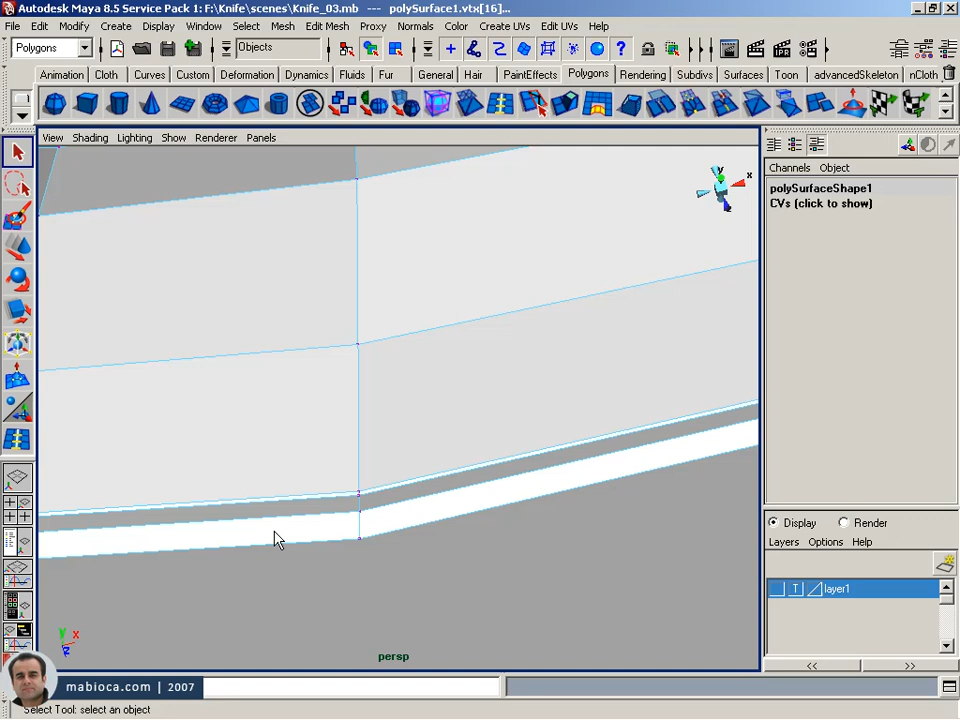 Autodesk Maya 8.5 Service Pack 1: F:\Knife\scenes\Knife_03.mb --- polySurface1.vtx[16]...
File Edit Modify Create Display Window Select Mesh Edit Mesh Proxy Normals Color Create UVs Edit UVs Help
Polygons Objects
Animation Cloth Curves Custom Deformation Dynamics Fluids Fur General Hair PaintEffects Polygons Rendering Subdivs Surfaces Toon advancedSkeleton nCloth
View Shading Lighting Show Renderer Panels
Channels Object
polySurfaceShape1
CVs (click to show)
y
x
Display Render
Layers Options Help
T layer1
y x
z
persp
<< >>
mabioca.com | 2007
Select Tool: select an object